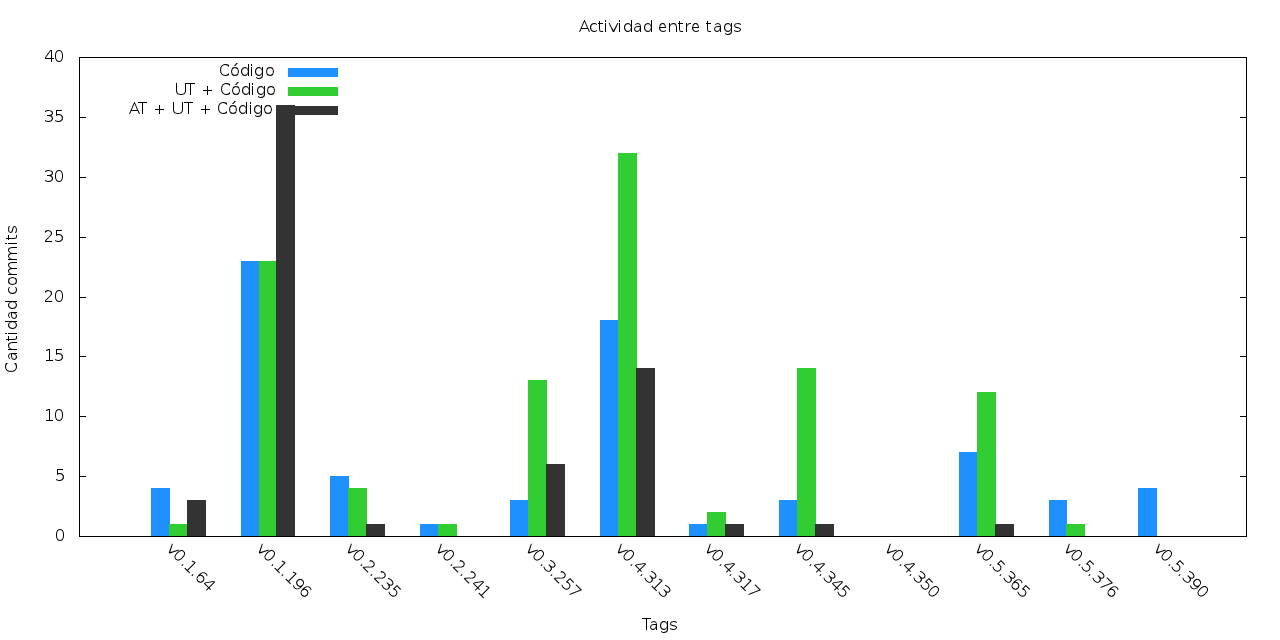 Actividad entre tags
Código
UT + Código
AT + UT + Código
Cantidad commits
40
35
30
25
20
15
10
5
0
v0.1.64
v0.1.196
v0.2.235
v0.2.241
v0.3.257
v0.4.313
v0.4.317
v0.4.345
v0.4.350
v0.5.365
v0.5.376
v0.5.390
Tags